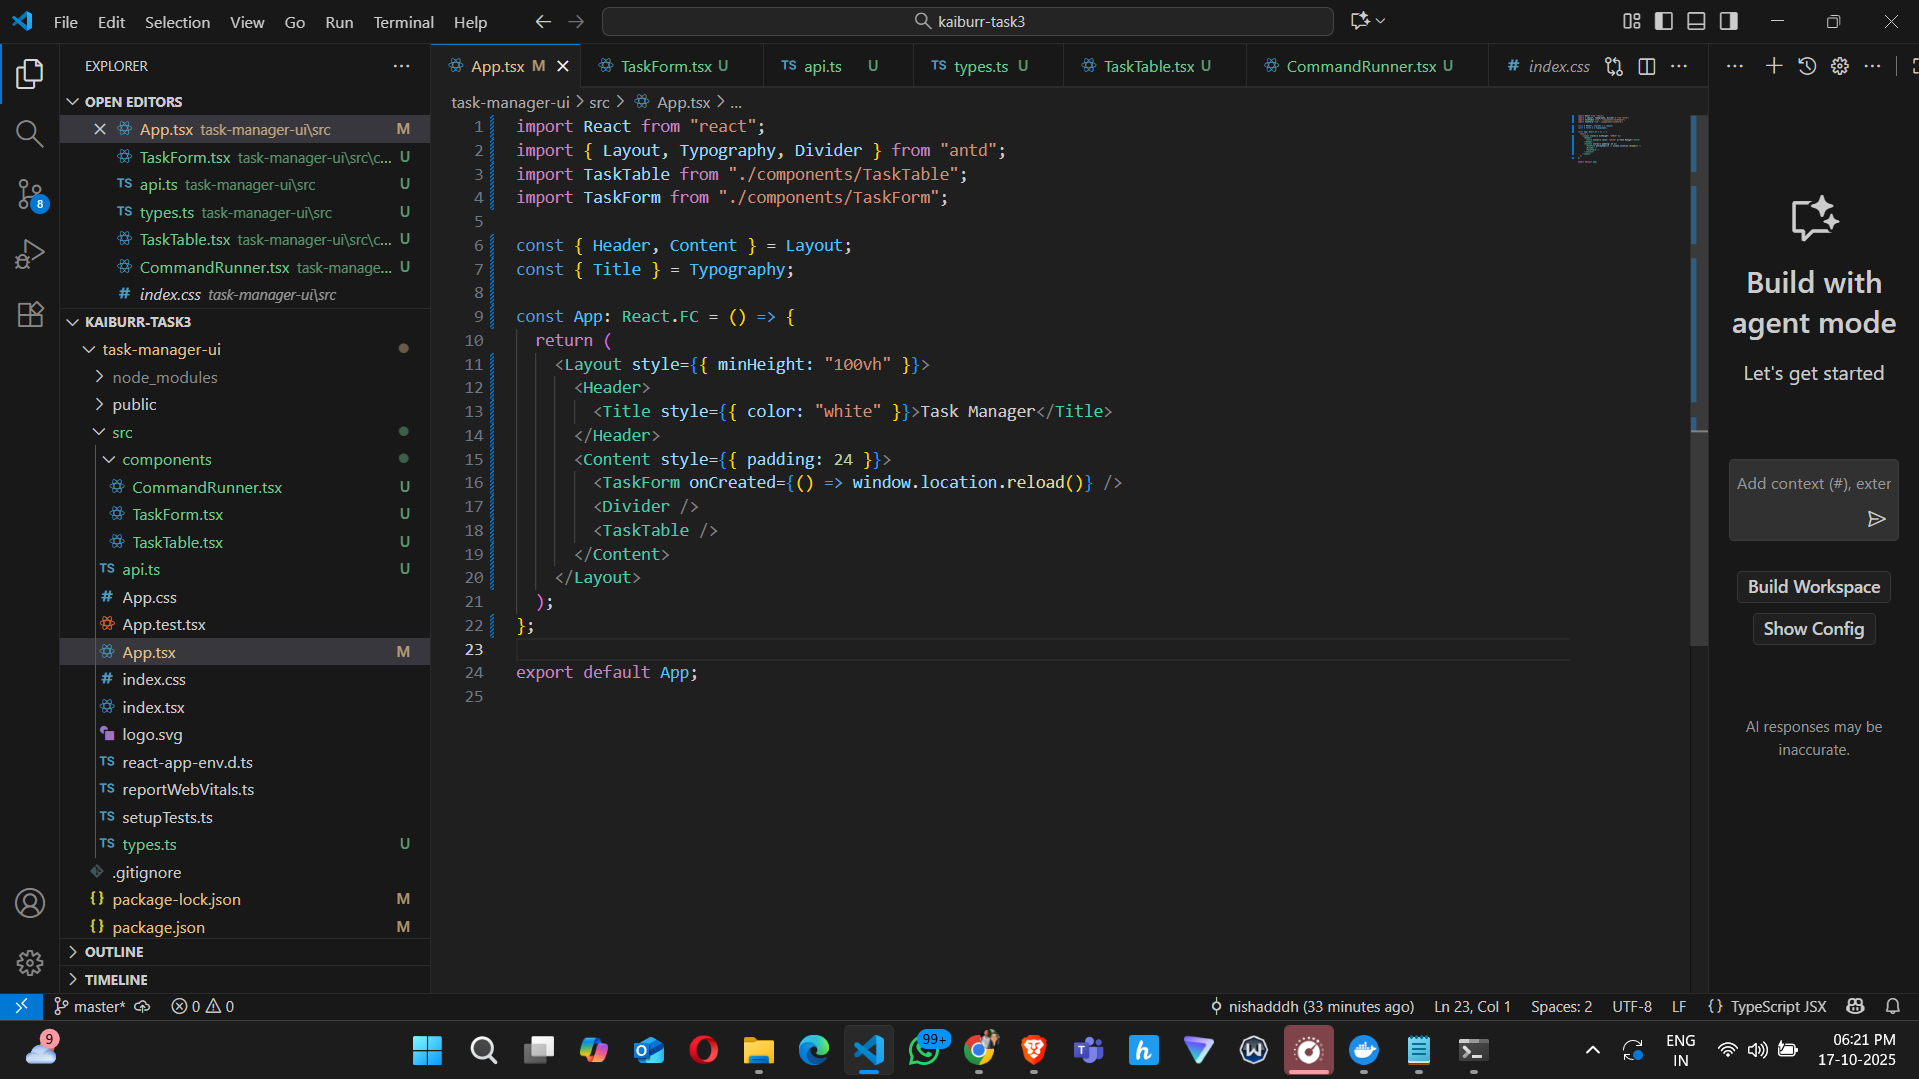 File Edit Selection View Go Run Terminal Help
kaiburr-task3
EXPLORER
OPEN EDITORS
App.tsx task-manager-ui\src M
TaskForm.tsx task-manager-ui\src\c... U
api.ts task-manager-ui\src U
types.ts task-manager-ui\src U
TaskTable.tsx task-manager-ui\src\c... U
CommandRunner.tsx task-manage... U
# index.css task-manager-ui\src
KAIBURR-TASK3
task-manager-ui
node_modules
public
src
components
CommandRunner.tsx U
TaskForm.tsx U
TaskTable.tsx U
TS api.ts U
# App.css
App.test.tsx
App.tsx M
# index.css
index.tsx
logo.svg
TS react-app-env.d.ts
TS reportWebVitals.ts
TS setupTests.ts
TS types.ts U
.gitignore
{} package-lock.json M
{} package.json M
OUTLINE
TIMELINE
8
App.tsx M
TaskForm.tsx U
TS api.ts U
TS types.ts U
TaskTable.tsx U
CommandRunner.tsx U
# index.css
task-manager-ui > src > App.tsx > ...
1 import React from "react";
2 import { Layout, Typography, Divider } from "antd";
3 import TaskTable from "./components/TaskTable";
4 import TaskForm from "./components/TaskForm";
5
6 const { Header, Content } = Layout;
7 const { Title } = Typography;
8
9 const App: React.FC = () => {
10 return (
11 <Layout style={{ minHeight: "100vh" }}>
12 <Header>
13 <Title style={{ color: "white" }}>Task Manager</Title>
14 </Header>
15 <Content style={{ padding: 24 }}>
16 <TaskForm onCreated={() => window.location.reload()} />
17 <Divider />
18 <TaskTable />
19 </Content>
20 </Layout>
21 );
22 };
23
24 export default App;
25
Build with
agent mode
Let's get started
Add context (#), exter
Build Workspace
Show Config
AI responses may be
inaccurate.
master* 0 0
nishadddh (33 minutes ago) Ln 23, Col 1 Spaces: 2 UTF-8 LF {} TypeScript JSX
9
99+
ENG
IN
06:21 PM
17-10-2025